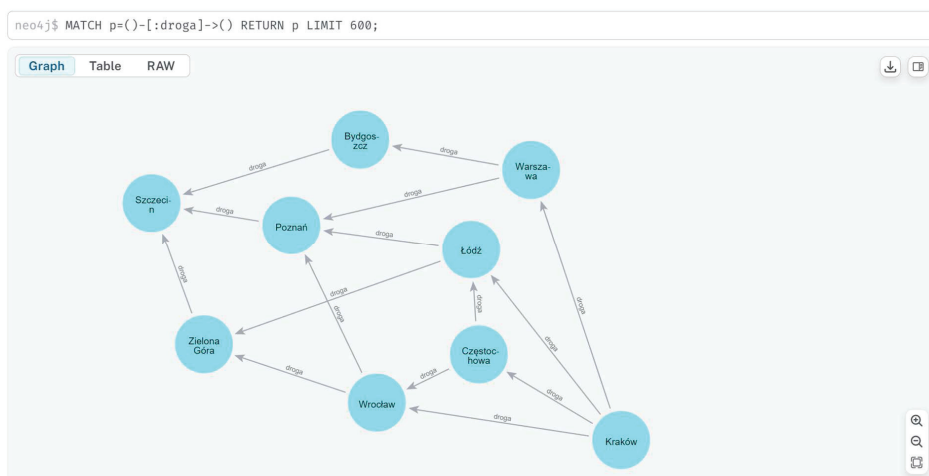 neo4j$ MATCH p=()-[:droga]->() RETURN p LIMIT 600;
Graph Table RAW
Bydgos-
zcz
droga
Warsza-
wa
droga
droga
Szczeci-
n
droga
Poznań
droga
Łódź
droga
droga
droga
droga
droga
Zielona
Góra
droga
Częstoc-
howa
droga
droga
droga
Wrocław
droga
droga
Kraków